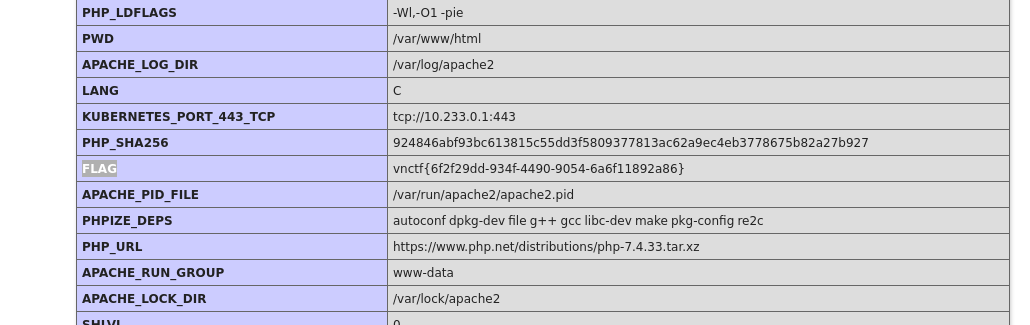 PHP_LDFLAGS -Wl,-O1 -pie
PWD /var/www/html
APACHE_LOG_DIR /var/log/apache2
LANG C
KUBERNETES_PORT_443_TCP tcp://10.233.0.1:443
PHP_SHA256 924846abf93bc613815c55dd3f5809377813ac62a9ec4eb3778675b82a27b927
FLAG vnctf{6f2f29dd-934f-4490-9054-6a6f11892a86}
APACHE_PID_FILE /var/run/apache2/apache2.pid
PHPIZE_DEPS autoconf dpkg-dev file g++ gcc libc-dev make pkg-config re2c
PHP_URL https://www.php.net/distributions/php-7.4.33.tar.xz
APACHE_RUN_GROUP www-data
APACHE_LOCK_DIR /var/lock/apache2
SHLVL 0